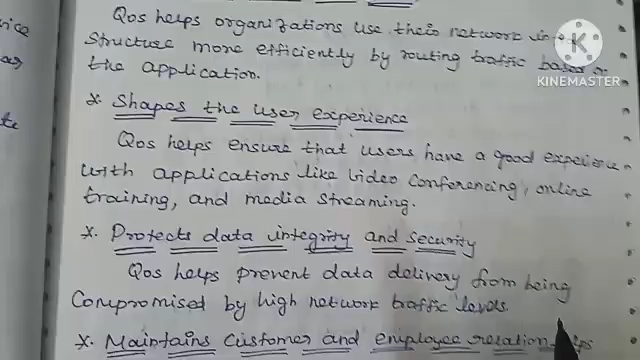 vice
QoS helps organizations use their network
structure more efficiently by routing traffic based
the application.
KINEMASTER
* Shapes the user experience
QoS helps ensure that users have a good experience
with applications like video conferencing, online
training, and media streaming.
* Protects data integrity and security
QoS helps prevent data delivery from being
compromised by high network traffic levels.
* Maintains customer and employee relationships